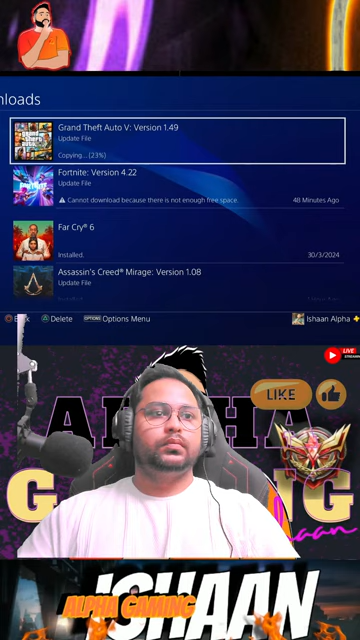 nloads
Grand Theft Auto V: Version 1.49
Update File
Copying... (23%)
Fortnite: Version 4.22
Update File
Cannot download because there is not enough free space.
48 Minutes Ago
Far Cry® 6
Installed.
30/3/2024
Assassin's Creed® Mirage: Version 1.08
Update File
Delete
OPTIONS Options Menu
Ishaan Alpha
LIVE
LIKE
ALPHA
ISHAAN
ALPHA GAMING